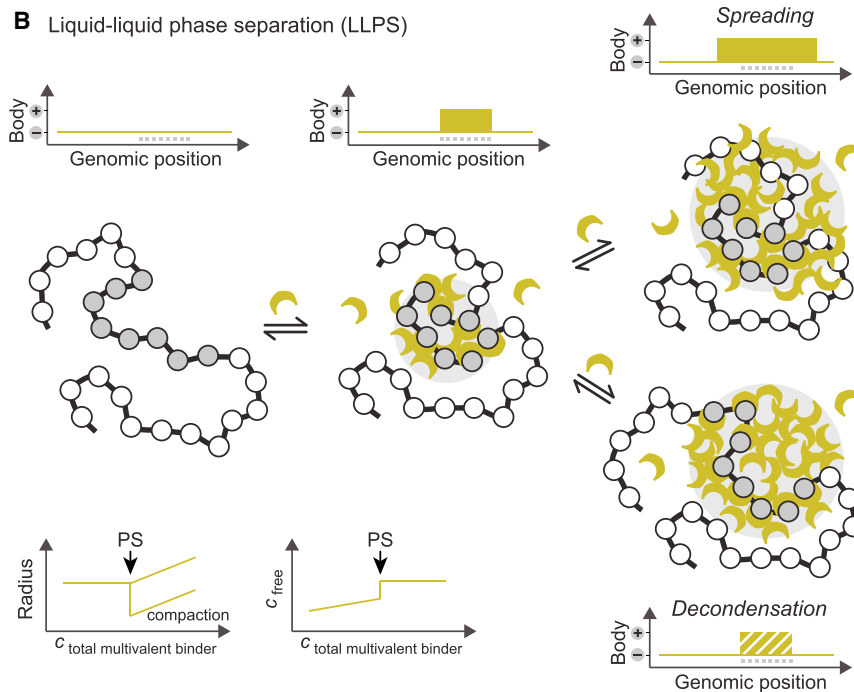 B Liquid-liquid phase separation (LLPS)
Spreading
Body
+
−
Genomic position
Body
+
−
Genomic position
Body
+
−
Genomic position
PS
Radius
compaction
c total multivalent binder
PS
c free
c total multivalent binder
Decondensation
Body
+
−
Genomic position